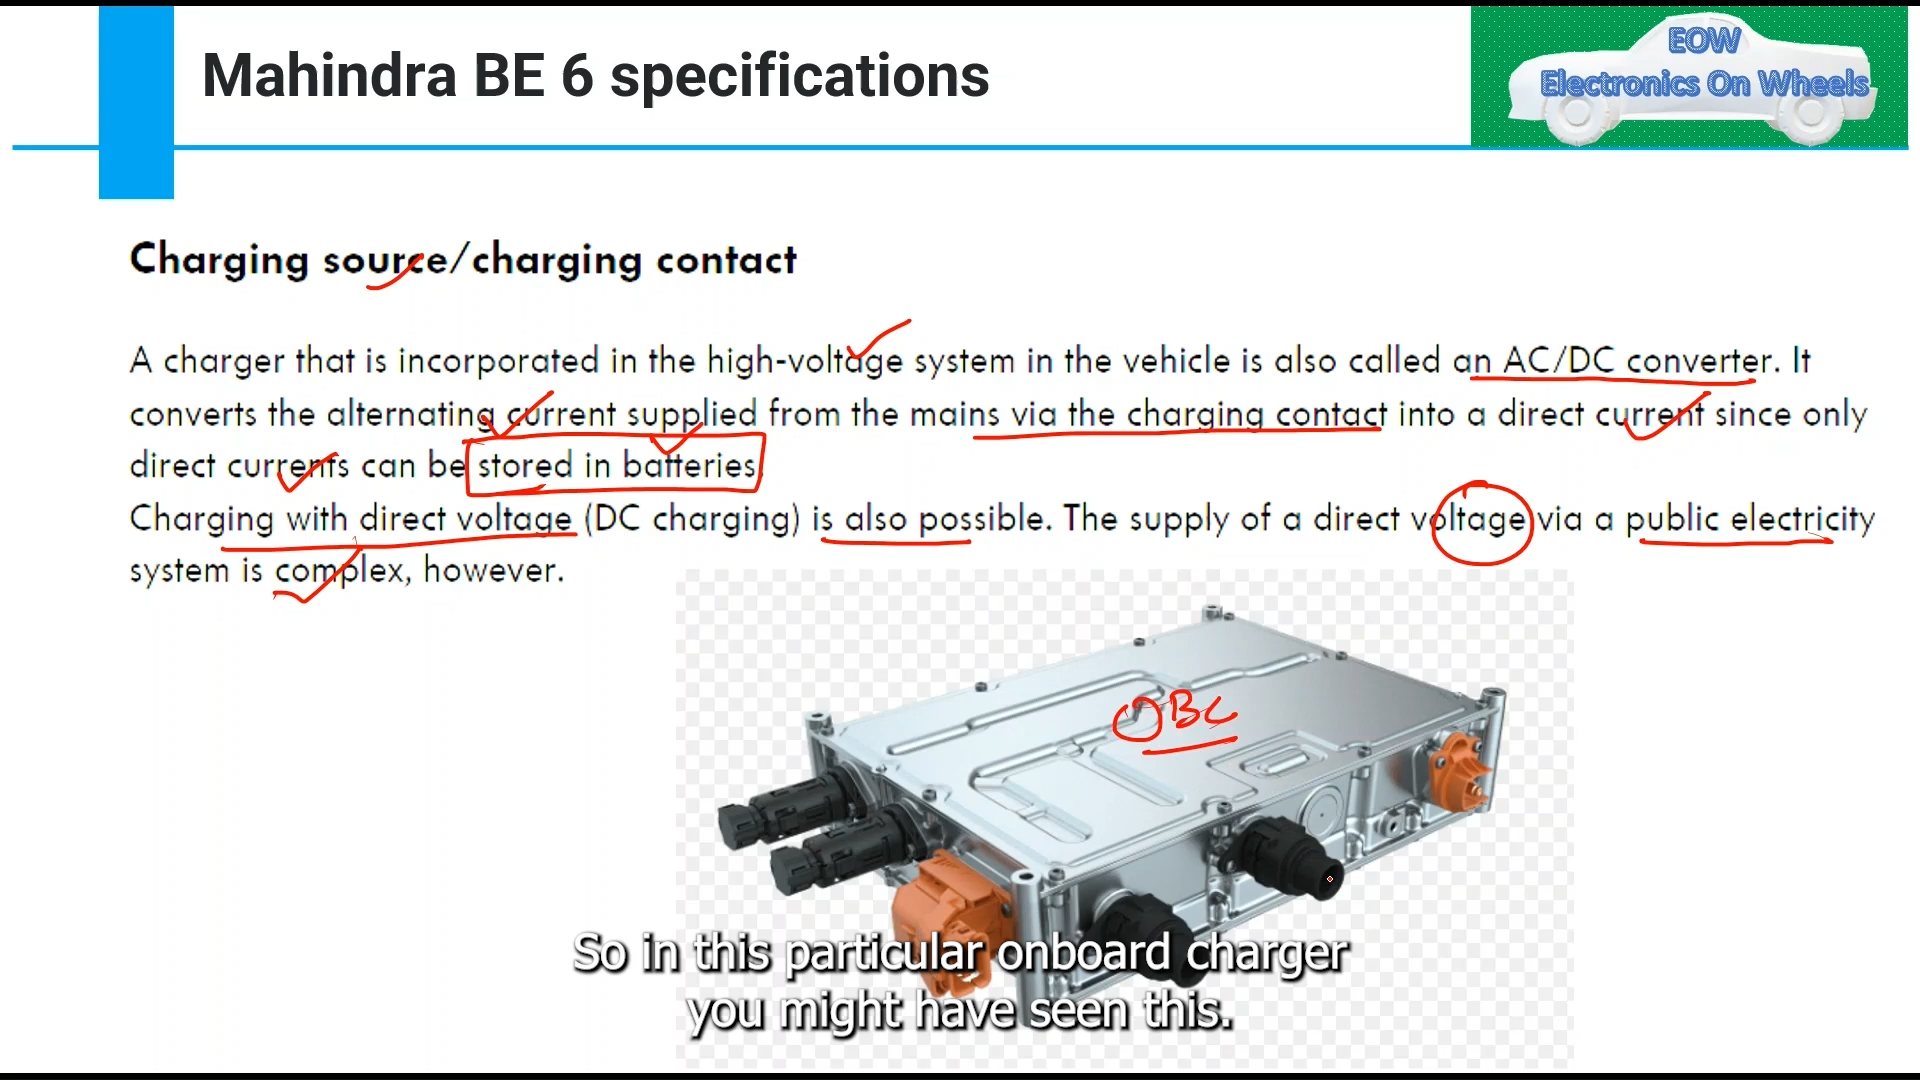 Mahindra BE 6 specifications
EOW
Electronics On Wheels
Charging source/charging contact
A charger that is incorporated in the high-voltage system in the vehicle is also called an AC/DC converter. It
converts the alternating current supplied from the mains via the charging contact into a direct current since only
direct currents can be stored in batteries.
Charging with direct voltage (DC charging) is also possible. The supply of a direct voltage via a public electricity
system is complex, however.
OBC
So in this particular onboard charger
you might have seen this.